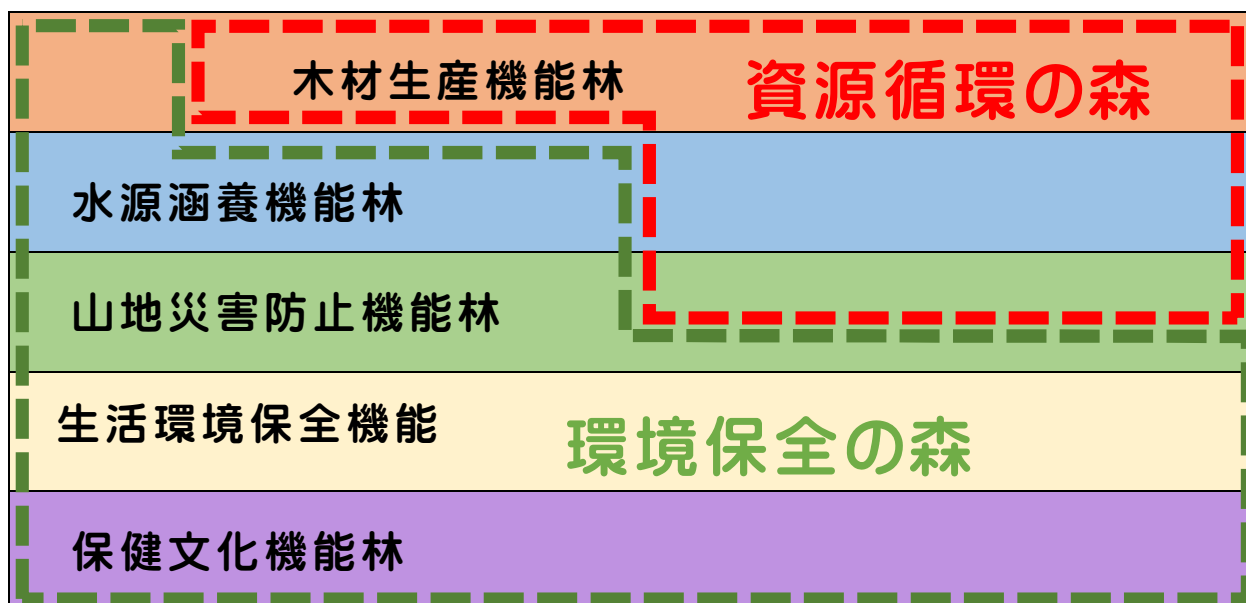 木材生産機能林
資源循環の森
水源涵養機能林
山地災害防止機能林
生活環境保全機能
環境保全の森
保健文化機能林